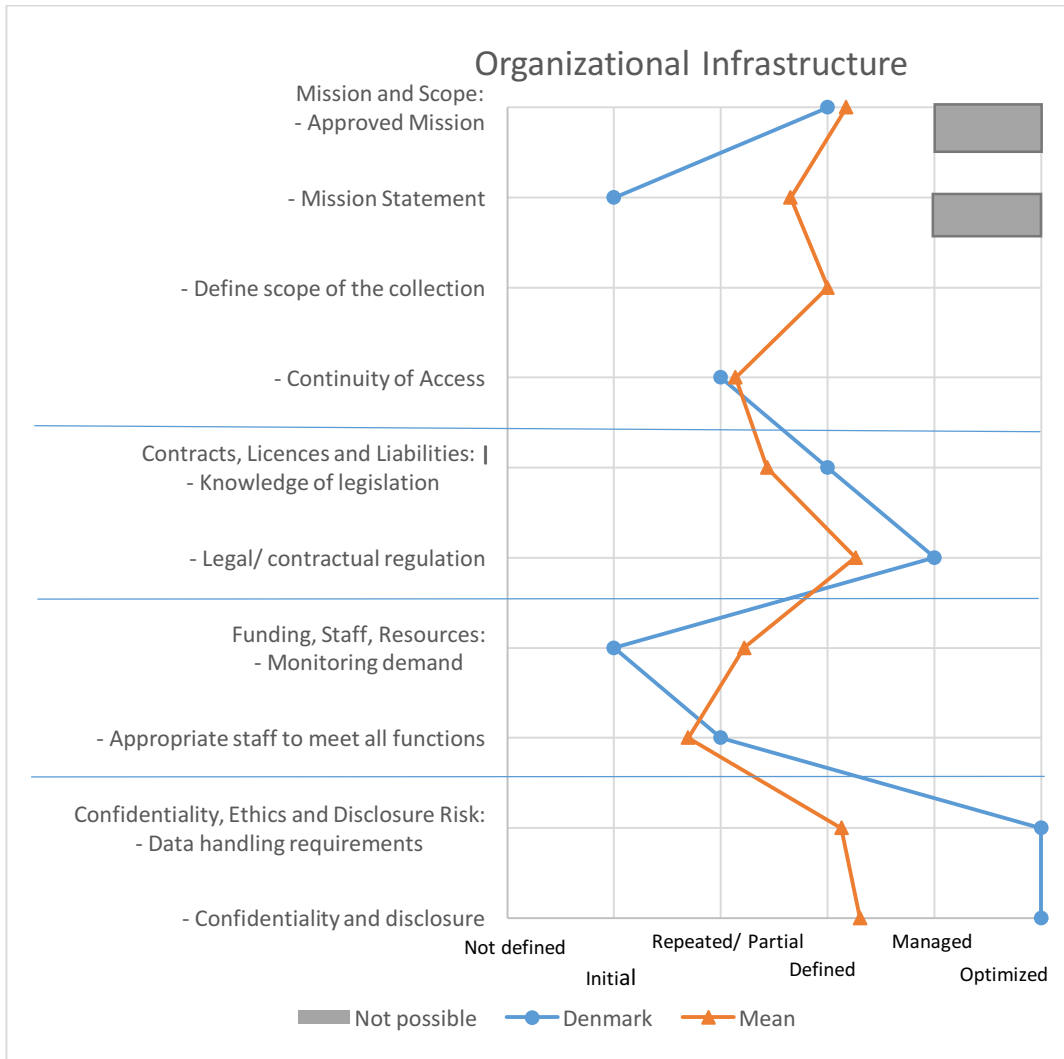 Organizational Infrastructure
Mission and Scope:
- Approved Mission
- Mission Statement
- Define scope of the collection
- Continuity of Access
Contracts, Licences and Liabilities: |
- Knowledge of legislation
- Legal/ contractual regulation
Funding, Staff, Resources:
- Monitoring demand
- Appropriate staff to meet all functions
Confidentiality, Ethics and Disclosure Risk:
- Data handling requirements
- Confidentiality and disclosure
Not defined
Initial
Repeated/ Partial
Defined
Managed
Optimized
Not possible
Denmark
Mean